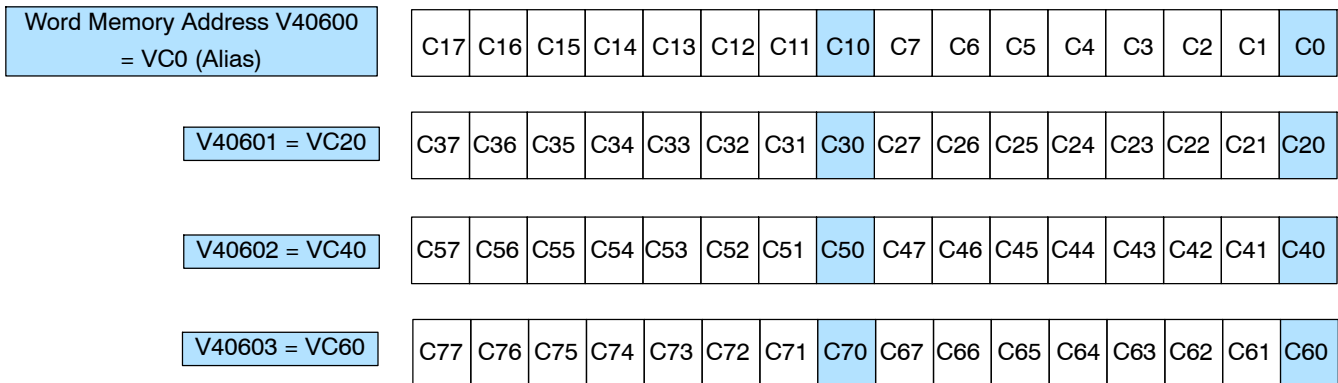 Word Memory Address V40600
= VC0 (Alias)
C17 C16 C15 C14 C13 C12 C11 C10 C7 C6 C5 C4 C3 C2 C1 C0
V40601 = VC20
C37 C36 C35 C34 C33 C32 C31 C30 C27 C26 C25 C24 C23 C22 C21 C20
V40602 = VC40
C57 C56 C55 C54 C53 C52 C51 C50 C47 C46 C45 C44 C43 C42 C41 C40
V40603 = VC60
C77 C76 C75 C74 C73 C72 C71 C70 C67 C66 C65 C64 C63 C62 C61 C60